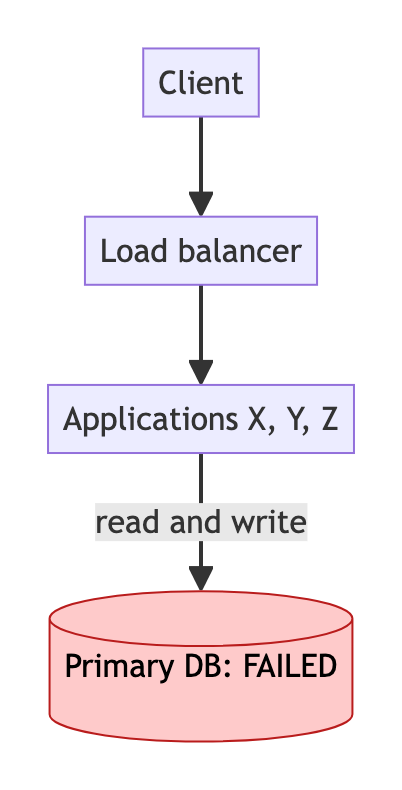 Client
Load balancer
Applications X, Y, Z
read and write
Primary DB: FAILED